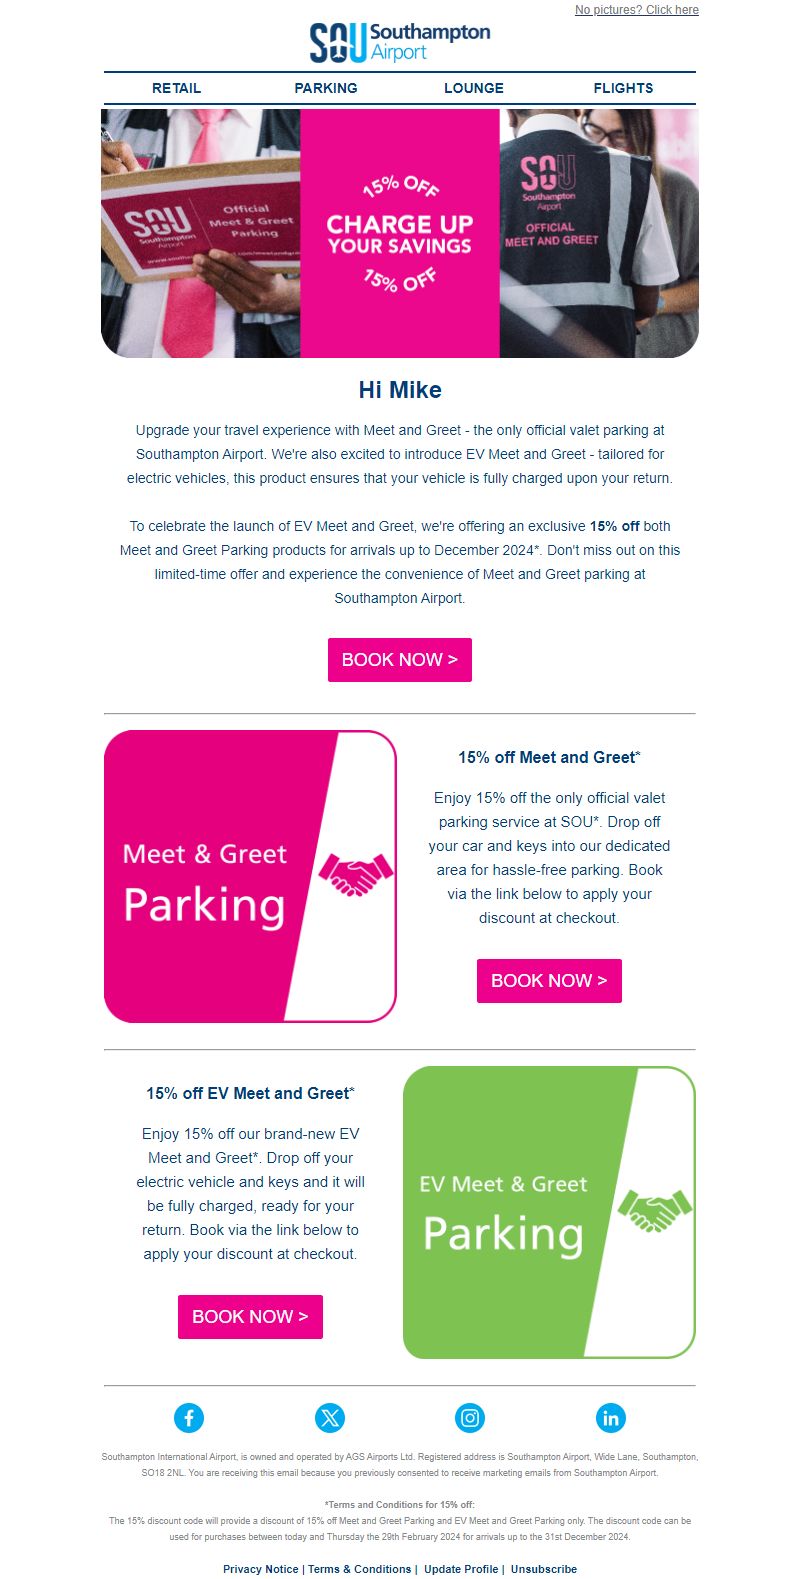 No pictures? Click here
SOU Southampton
Airport
RETAIL PARKING LOUNGE FLIGHTS
SOU
Southampton
Airport
Official
Meet & Greet
Parking
15% OFF
CHARGE UP
YOUR SAVINGS
15% OFF
SOU
Southampton
Airport
OFFICIAL
MEET AND GREET
Hi Mike
Upgrade your travel experience with Meet and Greet - the only official valet parking at
Southampton Airport. We're also excited to introduce EV Meet and Greet - tailored for
electric vehicles, this product ensures that your vehicle is fully charged upon your return.
To celebrate the launch of EV Meet and Greet, we're offering an exclusive 15% off both
Meet and Greet Parking products for arrivals up to December 2024*. Don't miss out on this
limited-time offer and experience the convenience of Meet and Greet parking at
Southampton Airport.
BOOK NOW >
Meet & Greet
Parking
15% off Meet and Greet*
Enjoy 15% off the only official valet
parking service at SOU*. Drop off
your car and keys into our dedicated
area for hassle-free parking. Book
via the link below to apply your
discount at checkout.
BOOK NOW >
15% off EV Meet and Greet*
Enjoy 15% off our brand-new EV
Meet and Greet*. Drop off your
electric vehicle and keys and it will
be fully charged, ready for your
return. Book via the link below to
apply your discount at checkout.
BOOK NOW >
EV Meet & Greet
Parking
Southampton International Airport, is owned and operated by AGS Airports Ltd. Registered address is Southampton Airport, Wide Lane, Southampton,
SO18 2NL. You are receiving this email because you previously consented to receive marketing emails from Southampton Airport.
*Terms and Conditions for 15% off:
The 15% discount code will provide a discount of 15% off Meet and Greet Parking and EV Meet and Greet Parking only. The discount code can be
used for purchases between today and Thursday the 29th February 2024 for arrivals up to the 31st December 2024.
Privacy Notice | Terms & Conditions | Update Profile | Unsubscribe